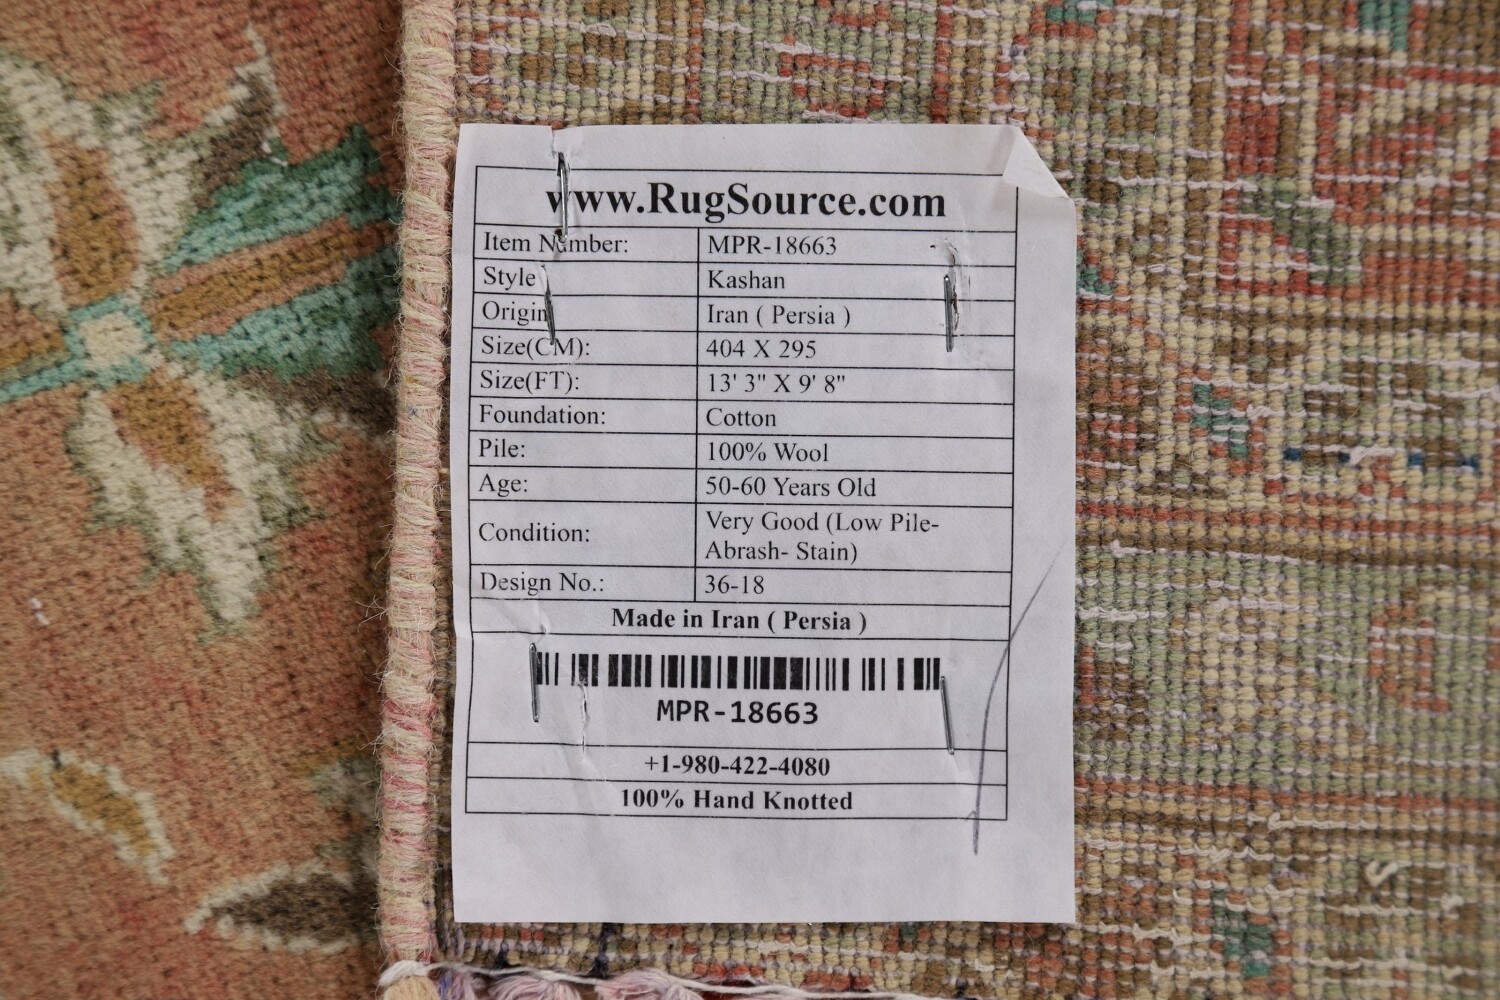 www.RugSource.com
Item Number: MPR-18663
Style Kashan
Origin Iran ( Persia )
Size(CM): 404 X 295
Size(FT): 13' 3" X 9' 8"
Foundation: Cotton
Pile: 100% Wool
Age: 50-60 Years Old
Condition: Very Good (Low Pile-
Abrash- Stain)
Design No.: 36-18
Made in Iran ( Persia )
MPR-18663
+1-980-422-4080
100% Hand Knotted